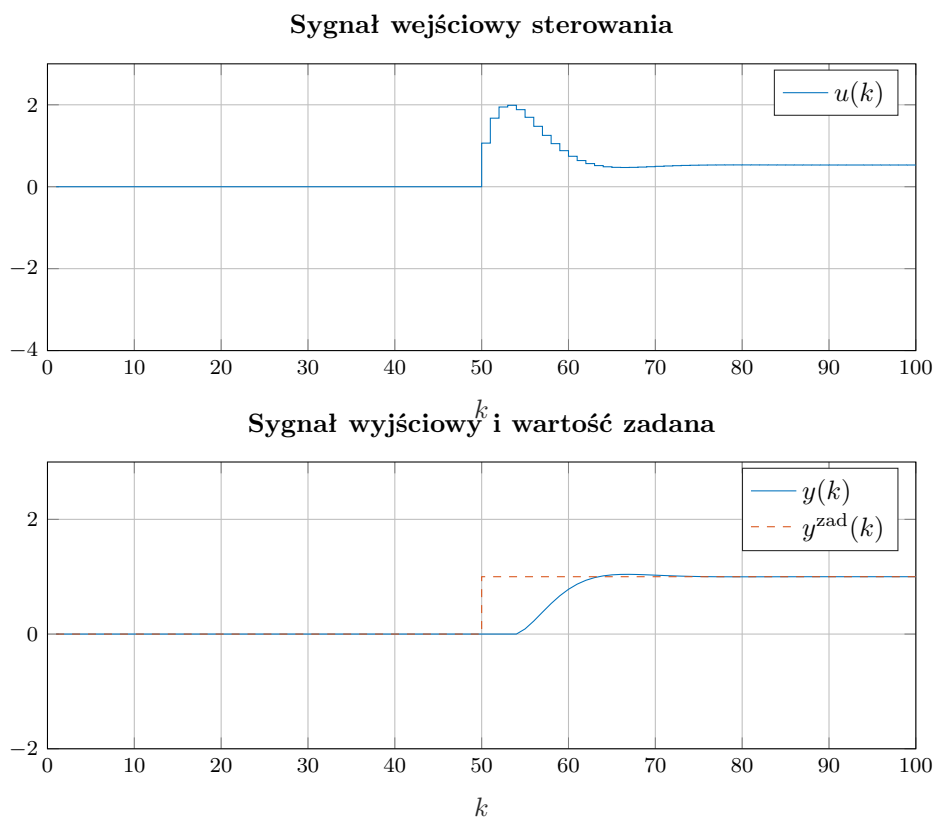 Sygnał wejściowy sterowania
u(k)
2
0
−2
−4
0 10 20 30 40 50 60 70 80 90 100
k
Sygnał wyjściowy i wartość zadana
y(k)
y^zad(k)
2
0
−2
0 10 20 30 40 50 60 70 80 90 100
k